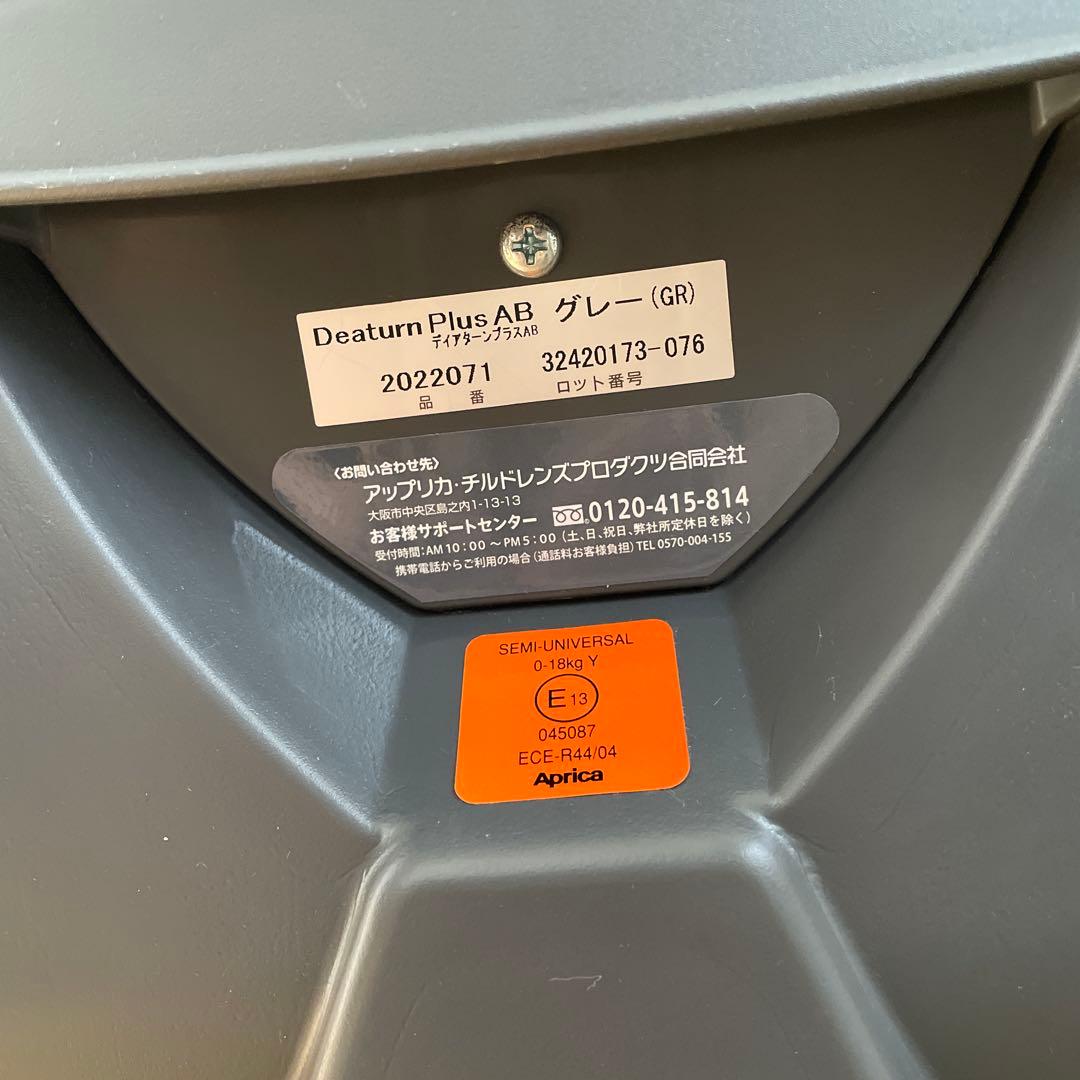 Deaturn Plus AB グレー(GR)
ディアターンプラスAB
2022071 32420173-076
品番 ロット番号
〈お問い合わせ先〉
アップリカ・チルドレンズプロダクツ合同会社
大阪市中央区島之内1-13-13
お客様サポートセンター 0120-415-814
受付時間:AM10:00～PM5:00(土、日、祝日、弊社所定休日を除く)
携帯電話からご利用の場合(通話料お客様負担)TEL 0570-004-155
SEMI-UNIVERSAL
0-18kg Y
E 13
045087
ECE-R44/04
Aprica